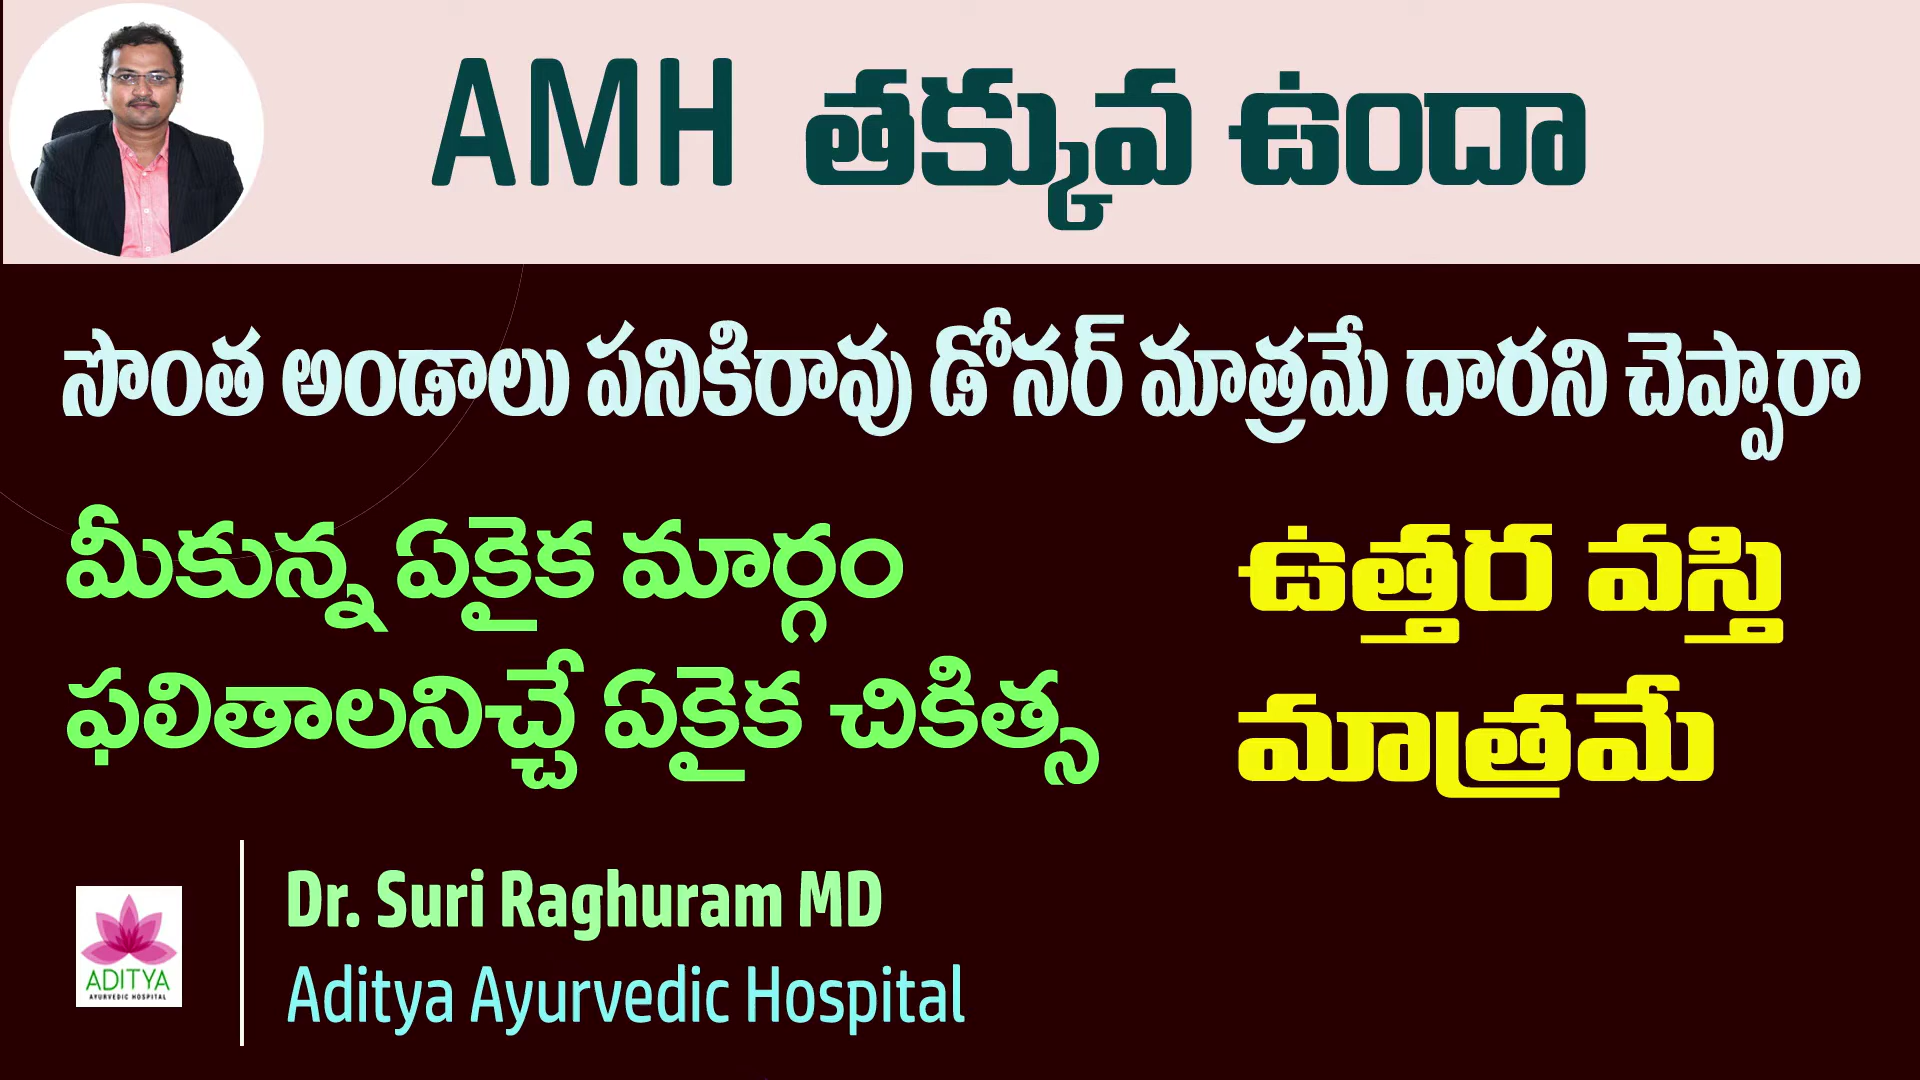 AMH తక్కువ ఉందా
సొంత అండాలు పనికిరావు డోనర్ మాత్రమే దారని చెప్పారా
మీకున్న ఏకైక మార్గం
ఫలితాలనిచ్చే ఏకైక చికిత్స
ఉత్తర వస్తి
మాత్రమే
Dr. Suri Raghuram MD
Aditya Ayurvedic Hospital
ADITYA
AYURVEDIC HOSPITAL